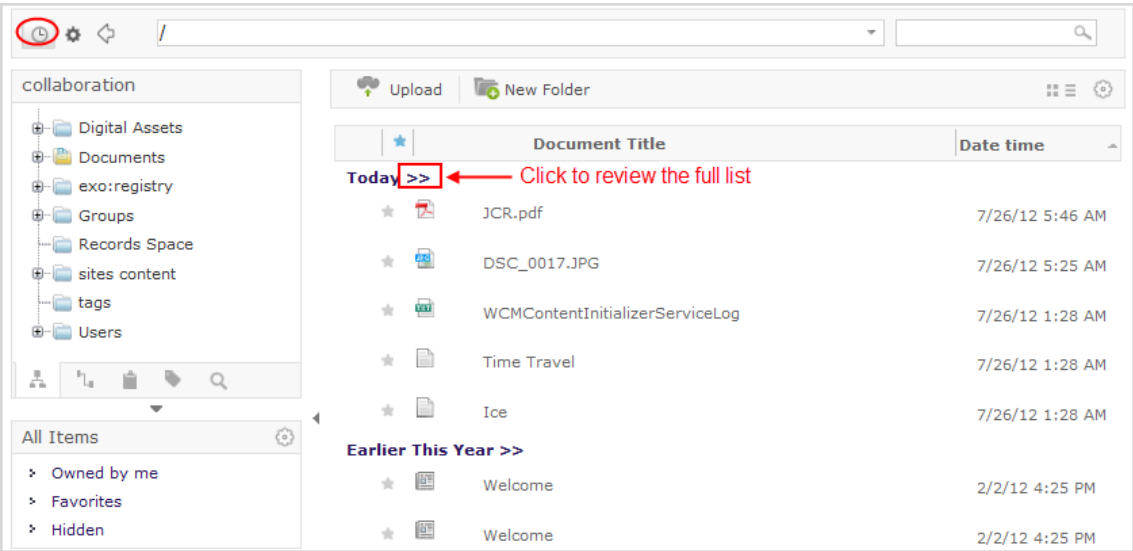 /
collaboration
Digital Assets
Documents
exo:registry
Groups
Records Space
sites content
tags
Users
All Items
Owned by me
Favorites
Hidden
Upload New Folder
Document Title Date time
Today >> Click to review the full list
JCR.pdf 7/26/12 5:46 AM
DSC_0017.JPG 7/26/12 5:25 AM
WCMContentInitializerServiceLog 7/26/12 1:28 AM
Time Travel 7/26/12 1:28 AM
Ice 7/26/12 1:28 AM
Earlier This Year >>
Welcome 2/2/12 4:25 PM
Welcome 2/2/12 4:25 PM